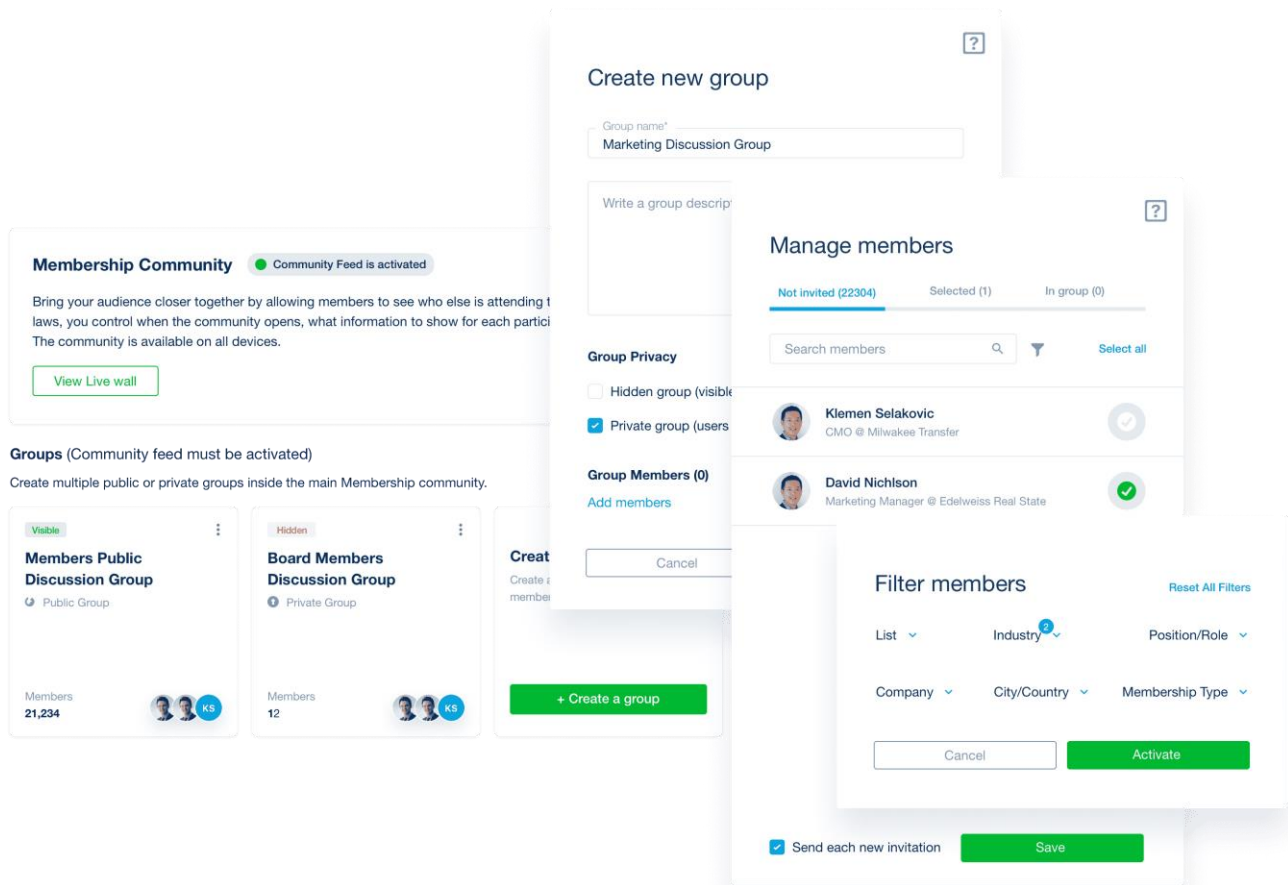 Create new group
Group name*
Marketing Discussion Group
Write a group descrip
Group Privacy
Hidden group (visible
Private group (users
Group Members (0)
Add members
Cancel
Membership Community
Community Feed is activated
Bring your audience closer together by allowing members to see who else is attending t
laws, you control when the community opens, what information to show for each partici
The community is available on all devices.
View Live wall
Groups (Community feed must be activated)
Create multiple public or private groups inside the main Membership community.
Visible
Members Public
Discussion Group
Public Group
Members
21,234
KS
Hidden
Board Members
Discussion Group
Private Group
Members
12
KS
Creat
Create a
member
+ Create a group
Manage members
Not invited (22304)
Selected (1)
In group (0)
Search members
Select all
Klemen Selakovic
CMO @ Milwakee Transfer
David Nichlson
Marketing Manager @ Edelweiss Real State
Filter members
Reset All Filters
List
Industry
2
Position/Role
Company
City/Country
Membership Type
Cancel
Activate
Send each new invitation
Save